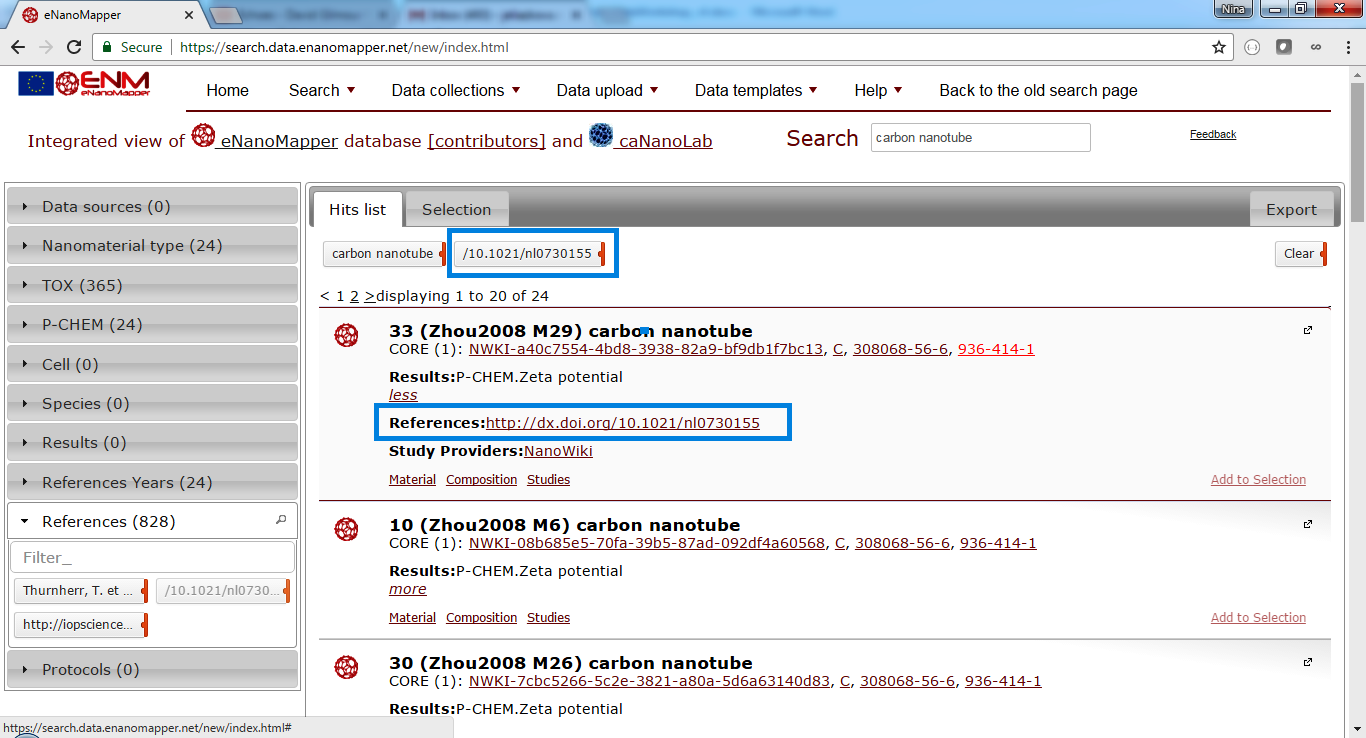 eNanoMapper
Nina
Secure https://search.data.enanomapper.net/new/index.html
ENM
eNanoMapper
Home Search Data collections Data upload Data templates Help Back to the old search page
Integrated view of eNanoMapper database [contributors] and caNanoLab
Search carbon nanotube
Feedback
Data sources (0)
Nanomaterial type (24)
TOX (365)
P-CHEM (24)
Cell (0)
Species (0)
Results (0)
References Years (24)
References (828)
Filter_
Thurnherr, T. et ... /10.1021/nl0730...
http://iopscience...
Protocols (0)
Hits list Selection Export
carbon nanotube /10.1021/nl0730155 Clear
< 1 2 >displaying 1 to 20 of 24
33 (Zhou2008 M29) carbon nanotube
CORE (1): NWKI-a40c7554-4bd8-3938-82a9-bf9db1f7bc13, C, 308068-56-6, 936-414-1
Results:P-CHEM.Zeta potential
less
References:http://dx.doi.org/10.1021/nl0730155
Study Providers:NanoWiki
Material Composition Studies Add to Selection
10 (Zhou2008 M6) carbon nanotube
CORE (1): NWKI-08b685e5-70fa-39b5-87ad-092df4a60568, C, 308068-56-6, 936-414-1
Results:P-CHEM.Zeta potential
more
Material Composition Studies Add to Selection
30 (Zhou2008 M26) carbon nanotube
CORE (1): NWKI-7cbc5266-5c2e-3821-a80a-5d6a63140d83, C, 308068-56-6, 936-414-1
Results:P-CHEM.Zeta potential
https://search.data.enanomapper.net/new/index.html#